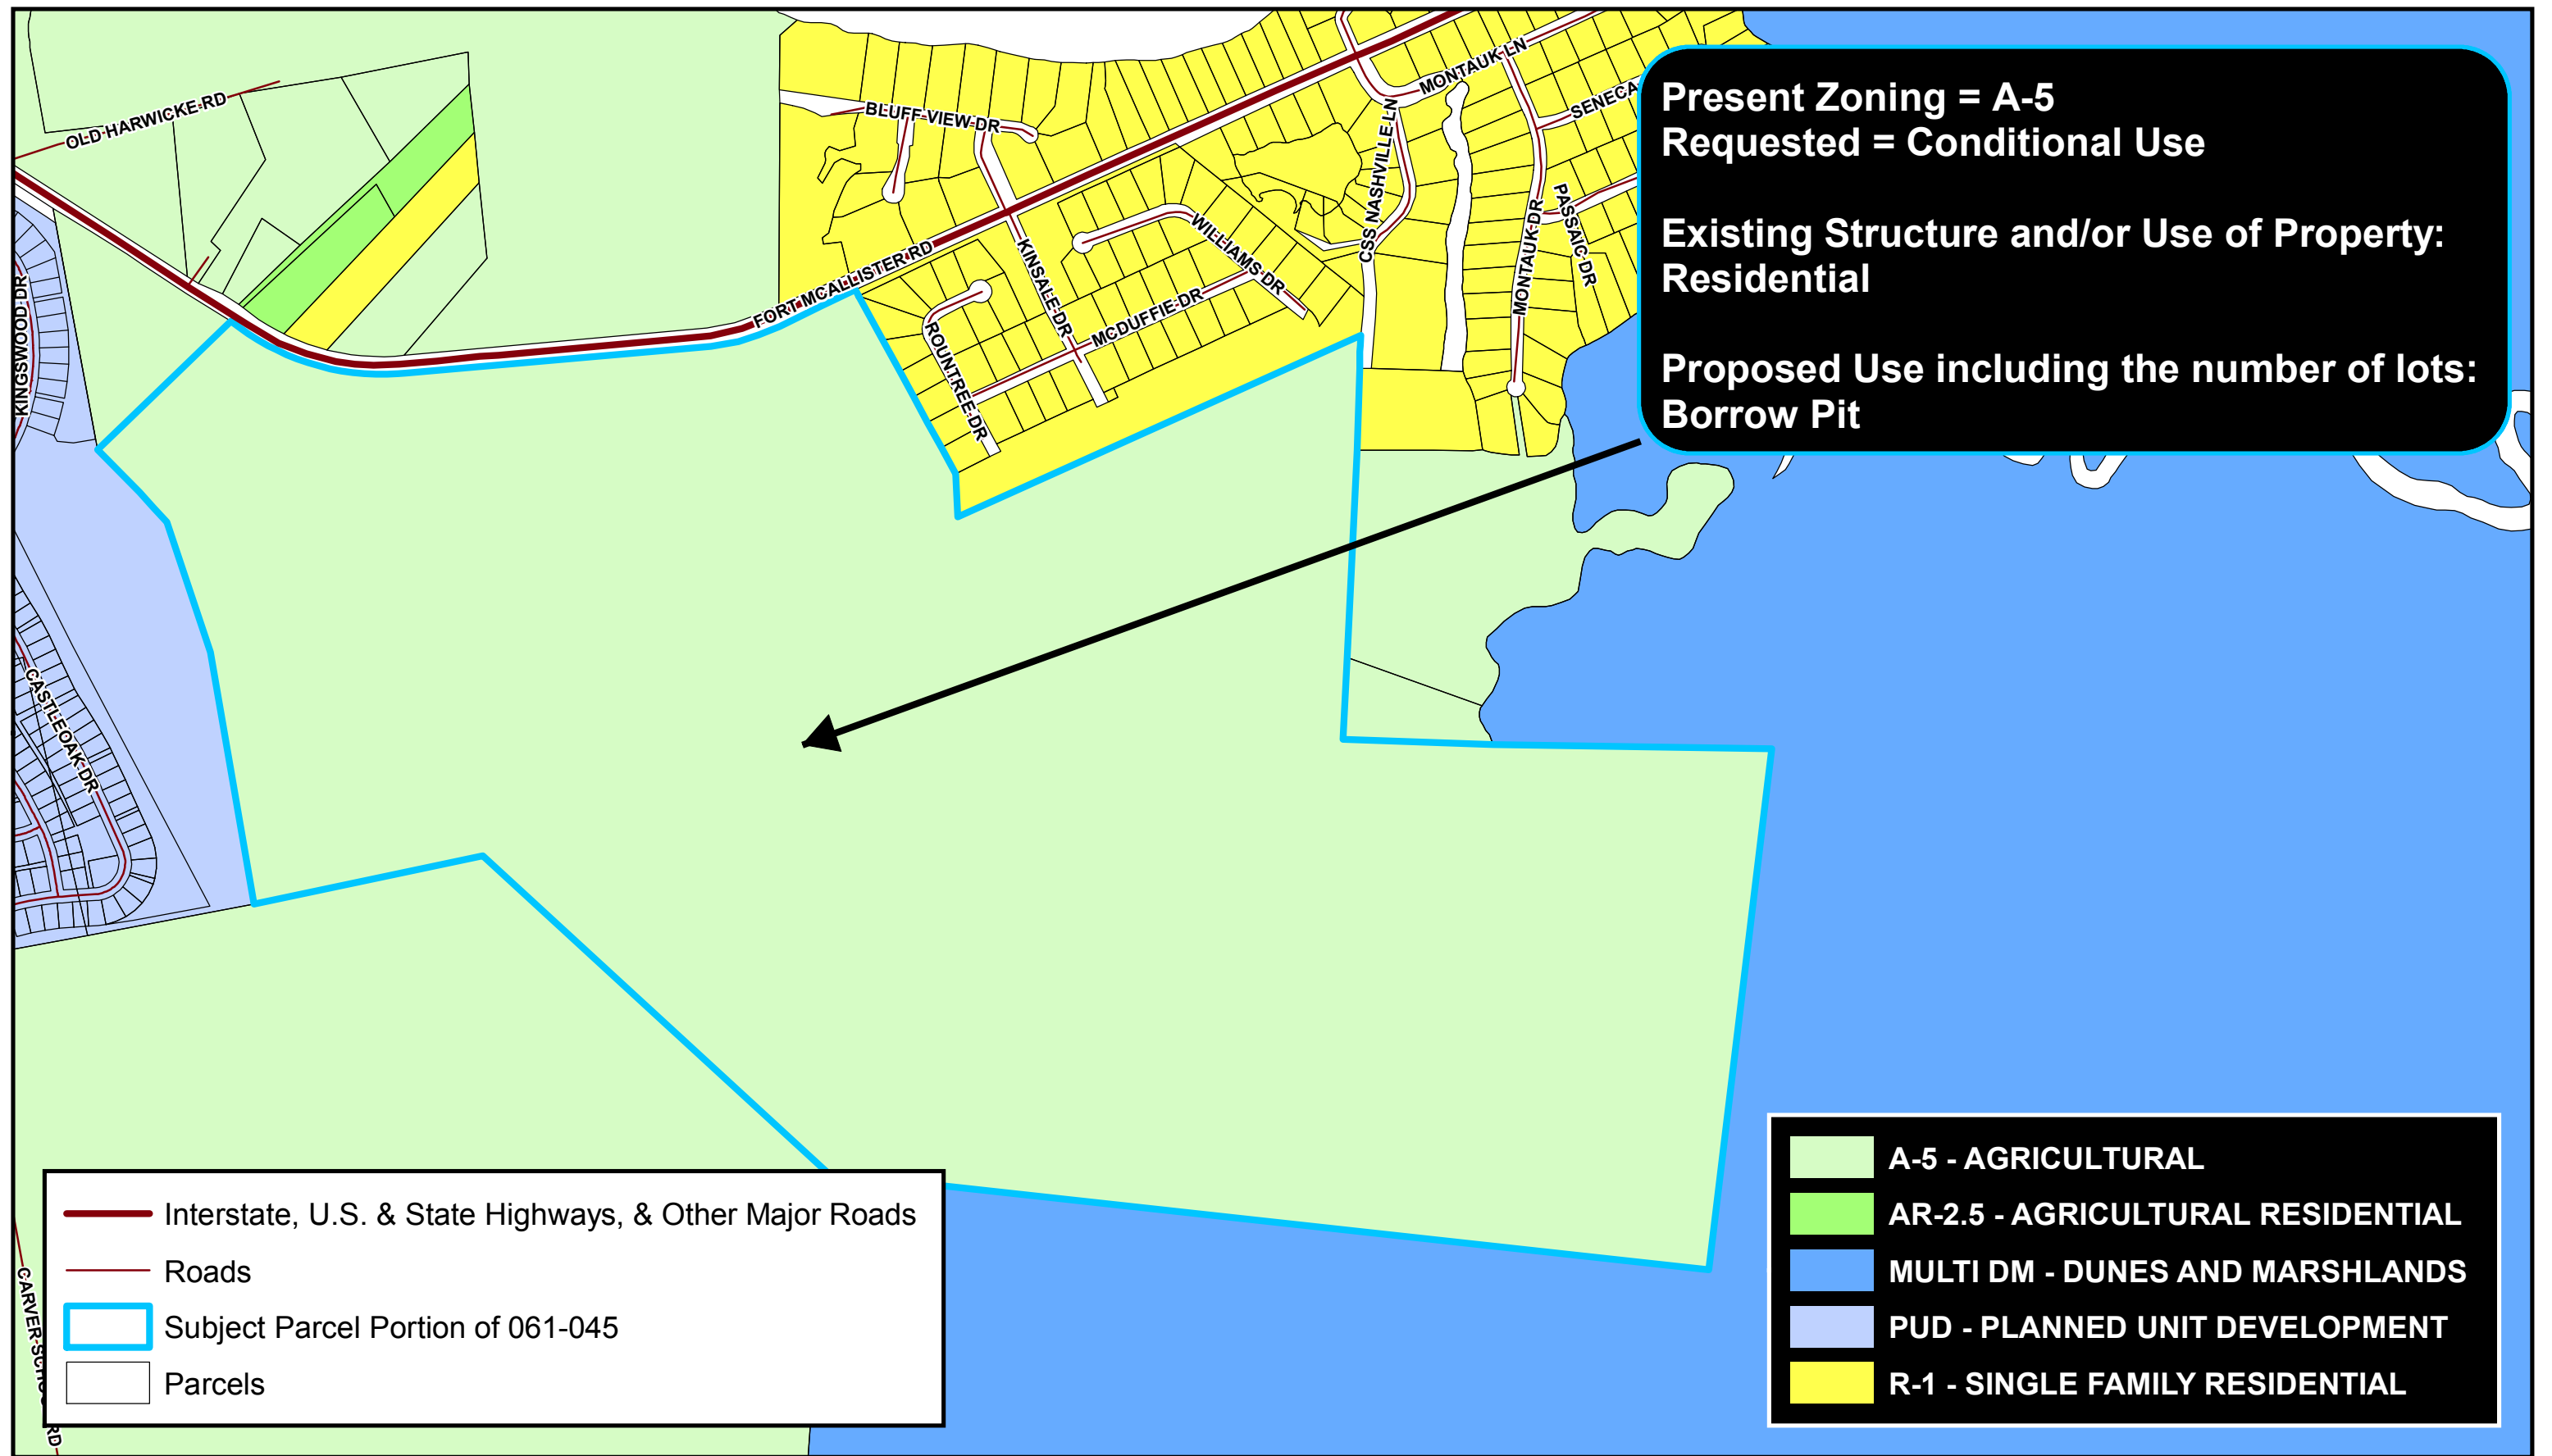 OLD HARWICKE RD
BLUFF VIEW DR
MONTAUK LN
SENECA
CSS NASHVILLE LN
PASSAIC DR
MONTAUK DR
WILLIAMS DR
KINSALE DR
MCDUFFIE DR
FORT MCALLISTER RD
ROUNTREE DR
KINGSWOOD DR
CASTLEOAK DR
Present Zoning = A-5
Requested = Conditional Use
Existing Structure and/or Use of Property:
Residential
Proposed Use including the number of lots:
Borrow Pit
CARVER SCHO
RD
Interstate, U.S. & State Highways, & Other Major Roads
Roads
Subject Parcel Portion of 061-045
Parcels
A-5 - AGRICULTURAL
AR-2.5 - AGRICULTURAL RESIDENTIAL
MULTI DM - DUNES AND MARSHLANDS
PUD - PLANNED UNIT DEVELOPMENT
R-1 - SINGLE FAMILY RESIDENTIAL